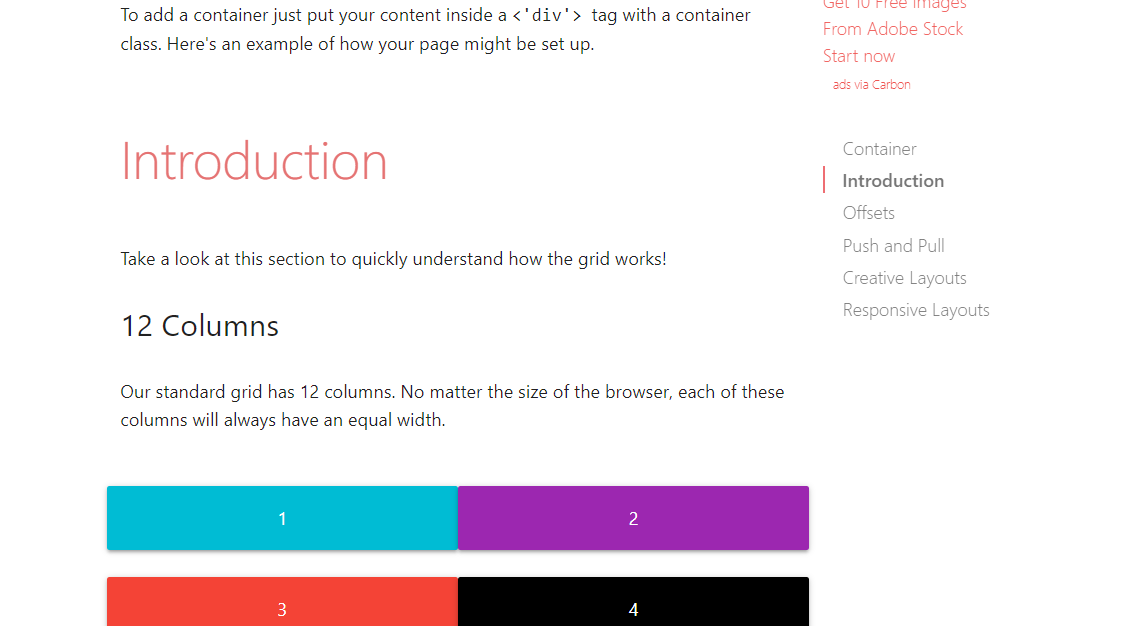 To add a container just put your content inside a <'div'> tag with a container
class. Here's an example of how your page might be set up.
Introduction
Take a look at this section to quickly understand how the grid works!
12 Columns
Our standard grid has 12 columns. No matter the size of the browser, each of these
columns will always have an equal width.
1
2
3
4
Get 10 Free Images
From Adobe Stock
Start now
ads via Carbon
Container
Introduction
Offsets
Push and Pull
Creative Layouts
Responsive Layouts